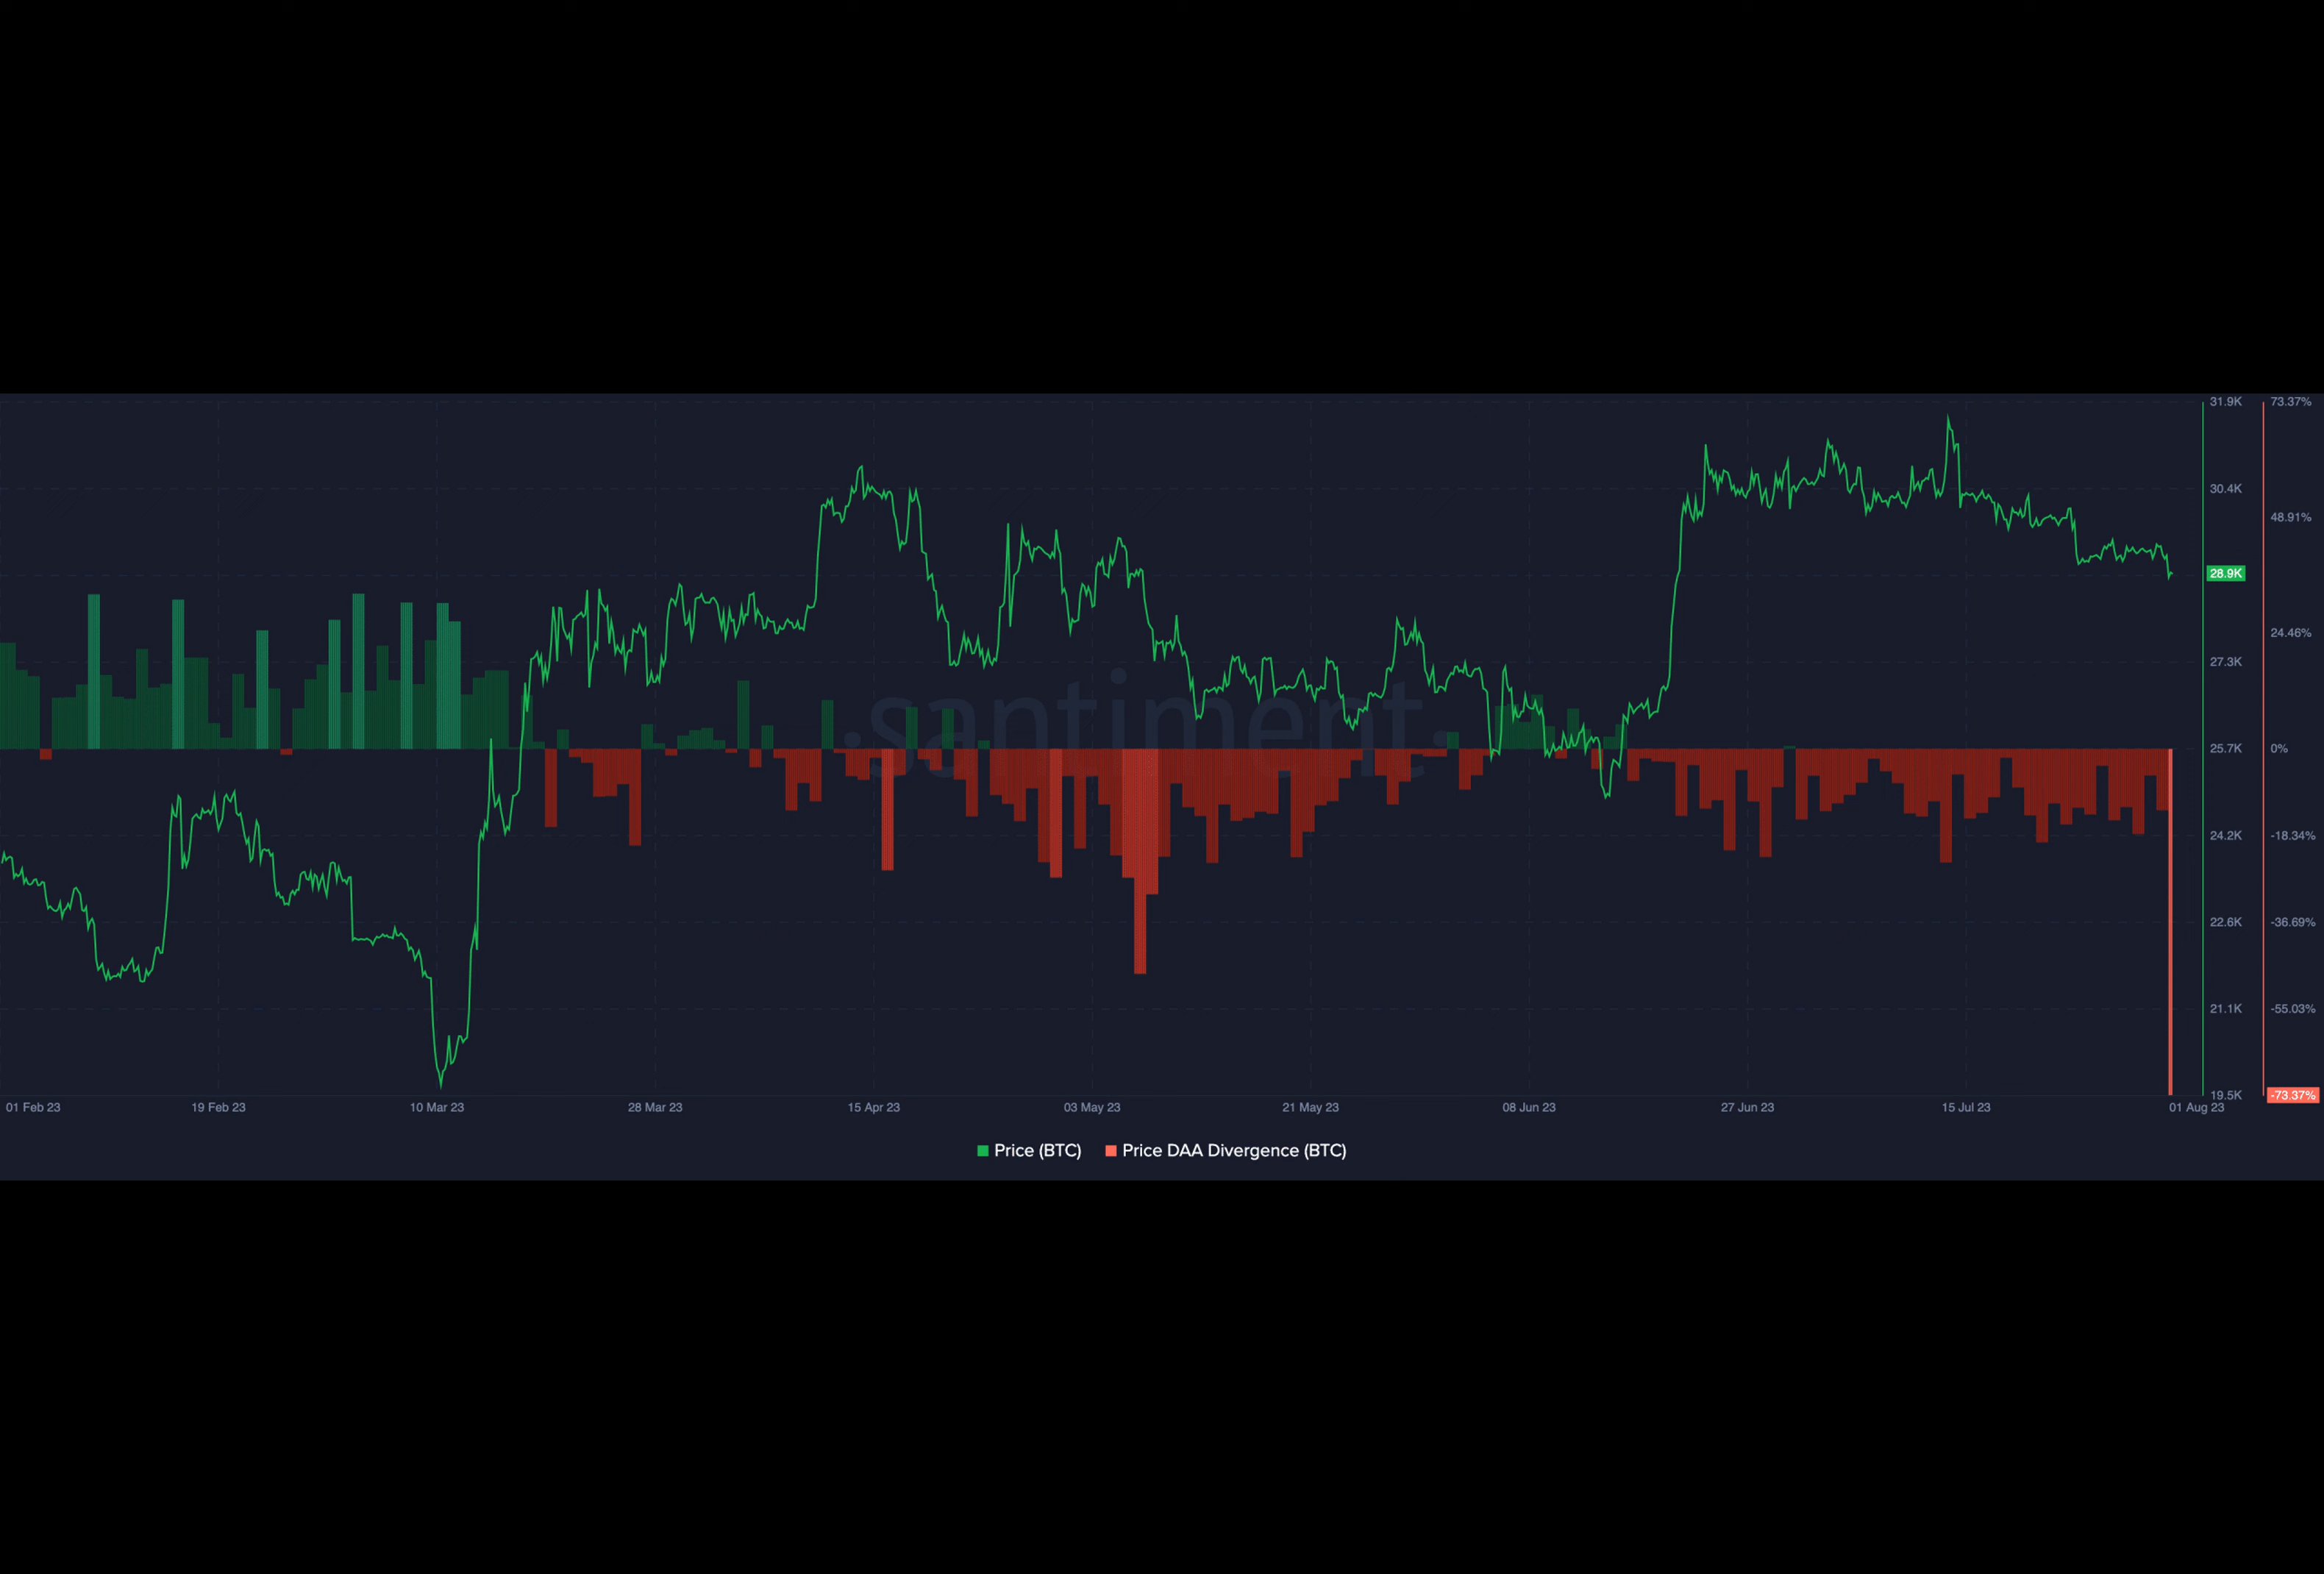 ·santiment·
31.9K 73.37%
30.4K
48.91%
28.9K
24.46%
27.3K
25.7K 0%
24.2K -18.34%
22.6K -36.69%
21.1K -55.03%
19.5K -73.37%
01 Feb 23 19 Feb 23 10 Mar 23 28 Mar 23 15 Apr 23 03 May 23 21 May 23 08 Jun 23 27 Jun 23 15 Jul 23 01 Aug 23
Price (BTC) Price DAA Divergence (BTC)